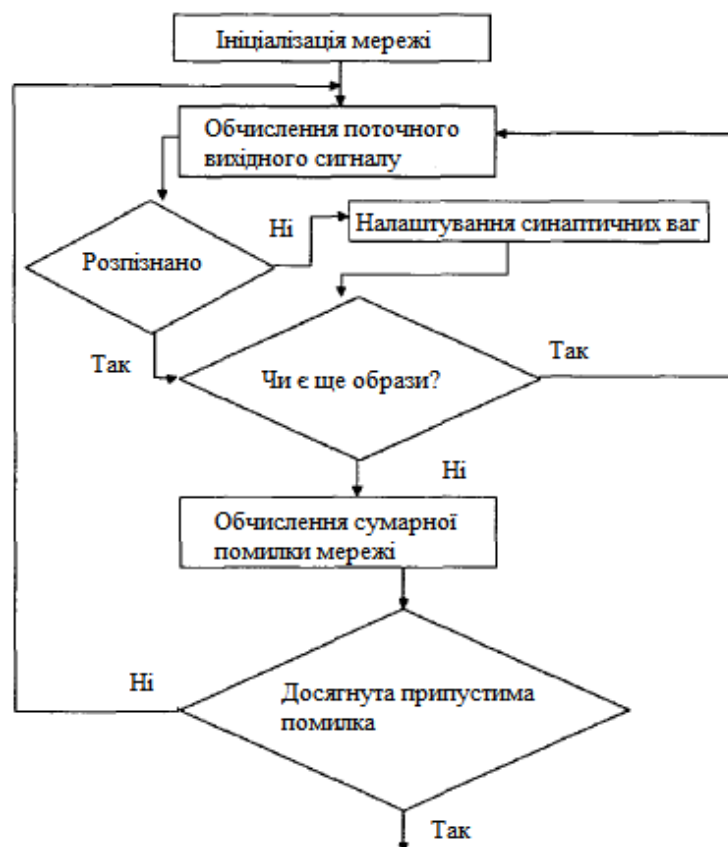 Ініціалізація мережі
Обчислення поточного
вихідного сигналу
Ні
Налаштування синаптичних ваг
Розпізнано
Так
Чи є ще образи?
Так
Ні
Обчислення сумарної
помилки мережі
Ні
Досягнута припустима
помилка
Так